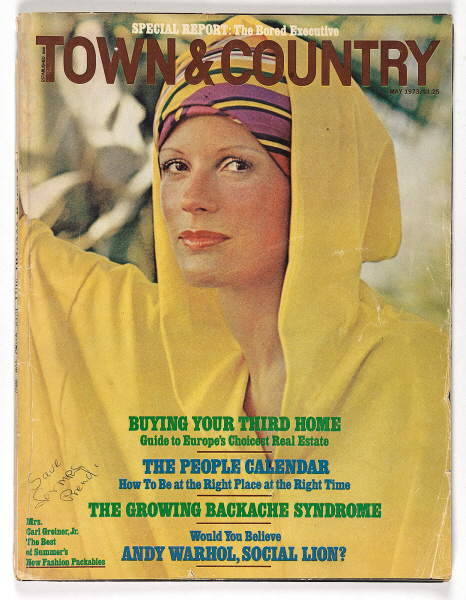 SPECIAL REPORT: The Bored Executive
TOWN & COUNTRY
MAY 1973/$1.25
BUYING YOUR THIRD HOME
Guide to Europe's Choicest Real Estate
THE PEOPLE CALENDAR
How To Be at the Right Place at the Right Time
THE GROWING BACKACHE SYNDROME
Would You Believe
ANDY WARHOL, SOCIAL LION?
Save
for Mrs.
Mrs.
Carl Greiner, Jr.
The Best
of Summer's
New Fashion Packables